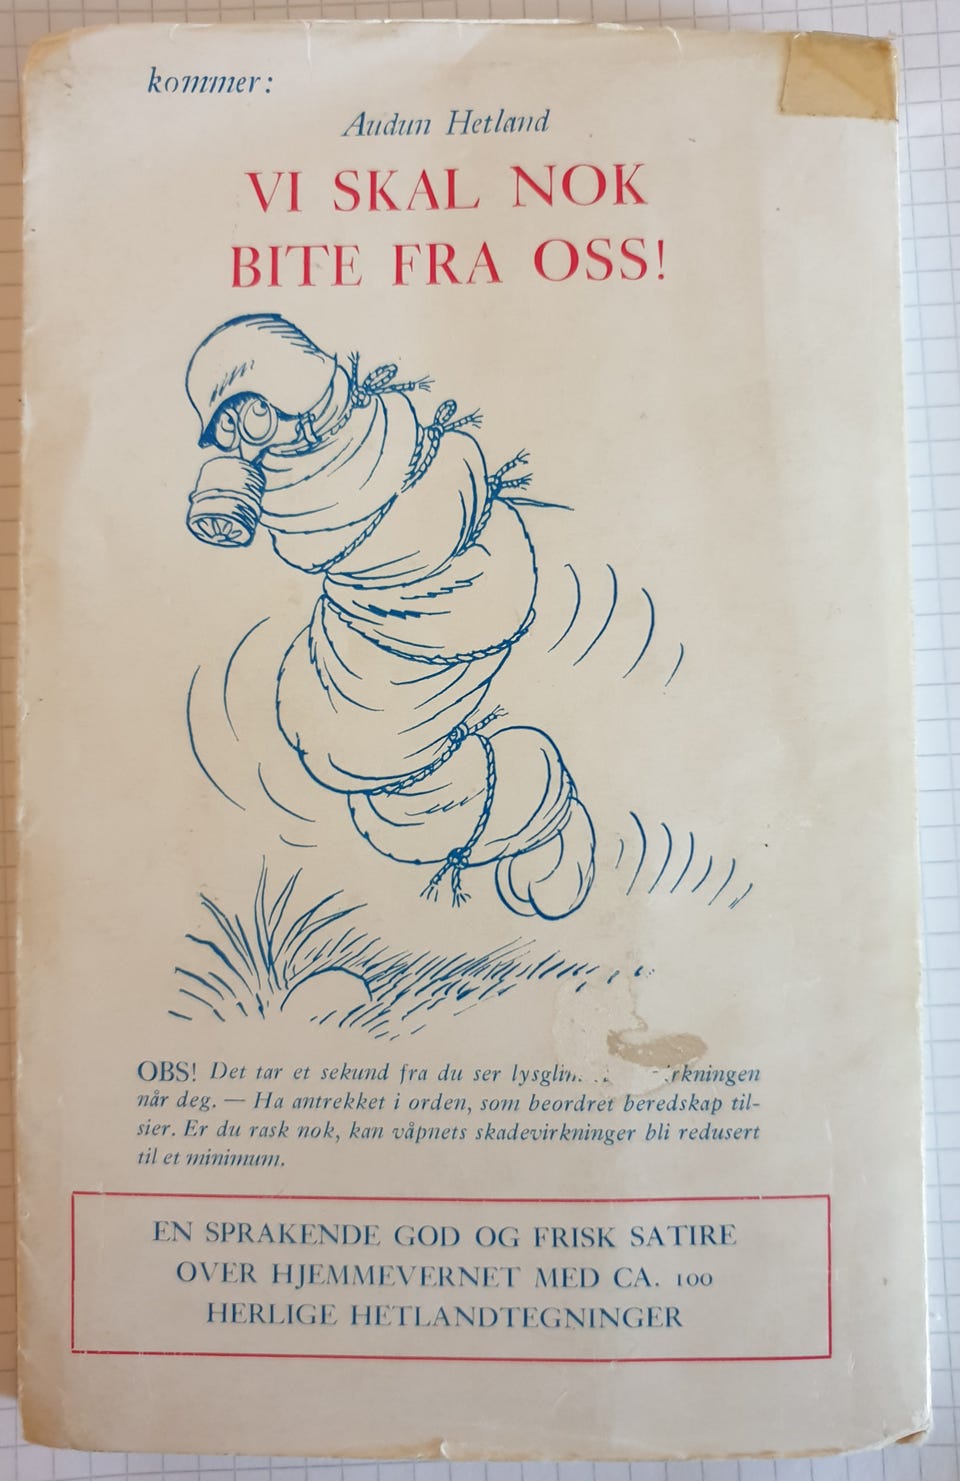 kommer:
Audun Hetland
VI SKAL NOK
BITE FRA OSS!
OBS! Det tar et sekund fra du ser
når deg. — Ha antrekket i orden, som beordret beredskap til-
sier. Er du rask nok, kan våpnets skadevirkninger bli redusert
til et minimum.
EN SPRAKENDE GOD OG FRISK SATIRE
OVER HJEMMEVERNET MED CA. 100
HERLIGE HETLANDTEGNINGER